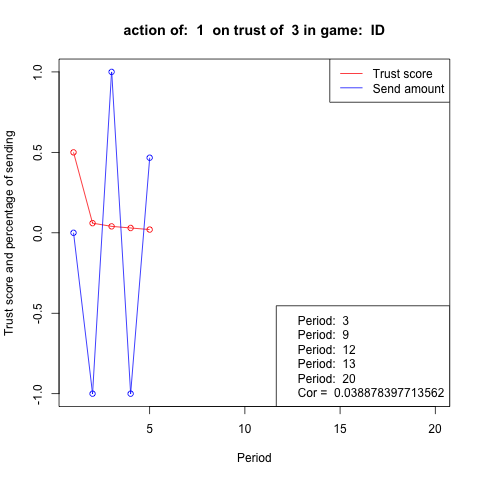 action of:  1  on trust of  3 in game:  ID
Trust score
Send amount
Trust score and percentage of sending
1.0
0.5
0.0
-0.5
-1.0
Period:  3
Period:  9
Period:  12
Period:  13
Period:  20
Cor =  0.038878397713562
5 10 15 20
Period